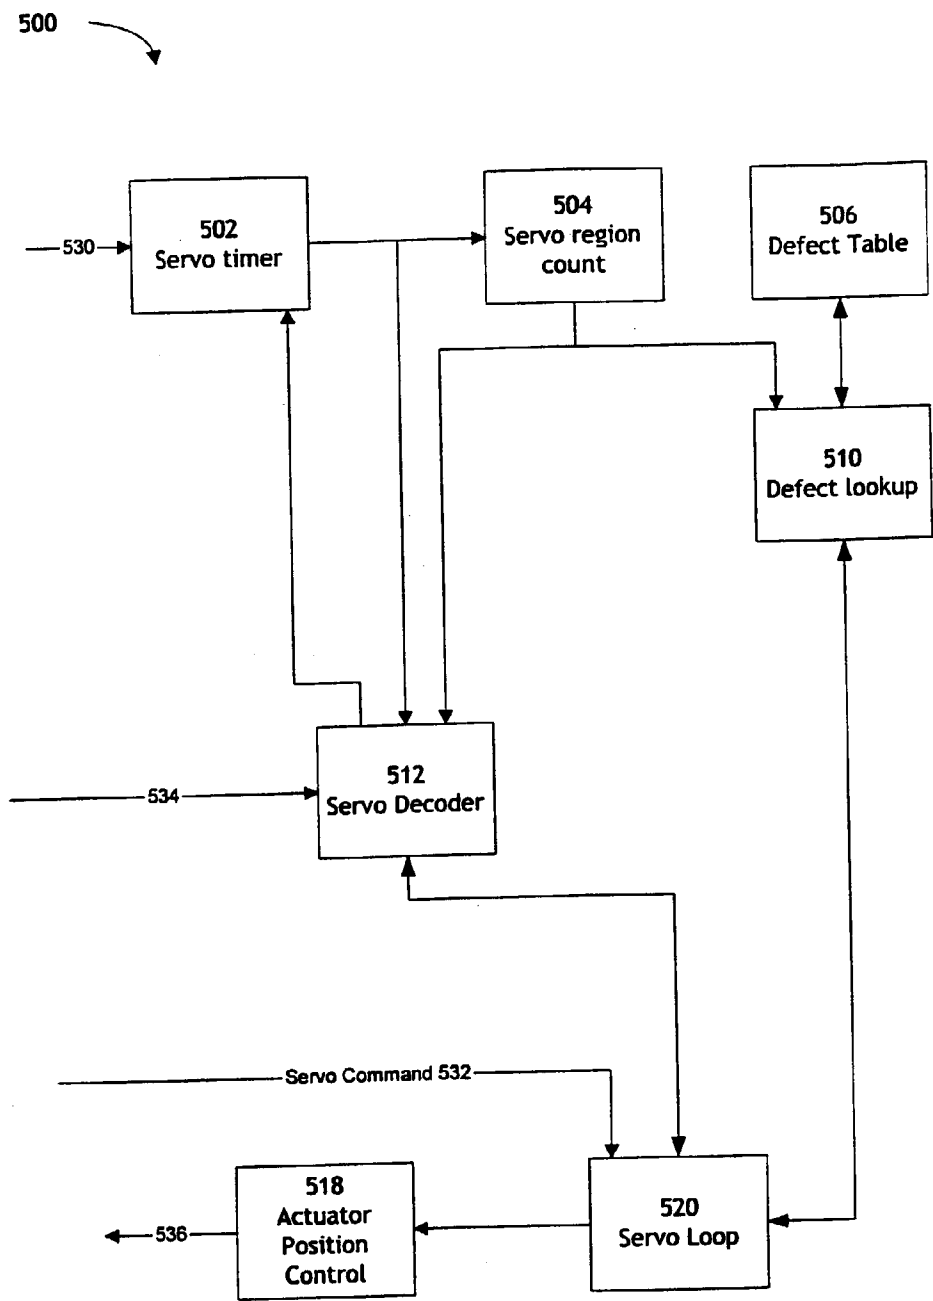 500
502
Servo timer
504
Servo region
count
506
Defect Table
530
510
Defect lookup
512
Servo Decoder
534
Servo Command 532
518
Actuator
Position
Control
520
Servo Loop
536